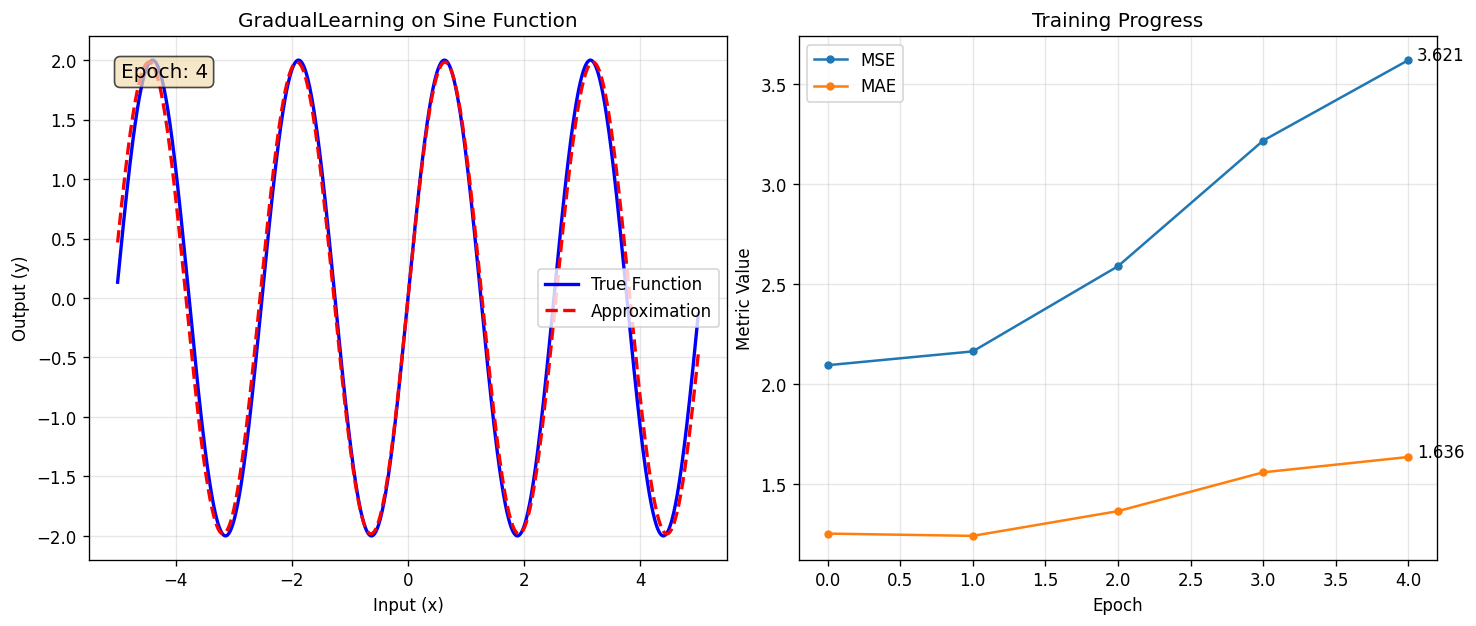 GradualLearning on Sine Function
Epoch: 4
2.0
1.5
1.0
0.5
0.0
−0.5
−1.0
−1.5
−2.0
Output (y)
True Function
Approximation
−4
−2
0
2
4
Input (x)
Training Progress
MSE
MAE
3.621
1.636
3.5
3.0
2.5
2.0
1.5
Metric Value
0.0
0.5
1.0
1.5
2.0
2.5
3.0
3.5
4.0
Epoch